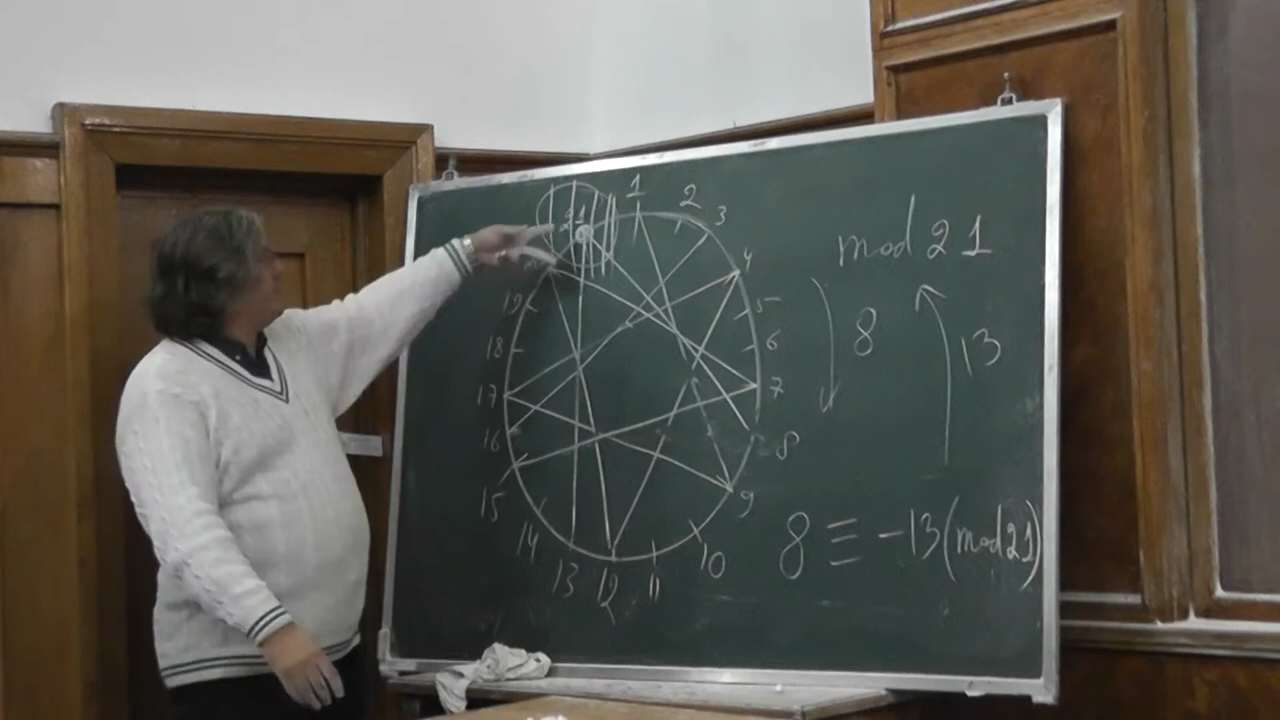 21 1 2 3 4 5 6 7 8 9 10 11 12 13 14 15 16 17 18 19
mod 21
8 13
8 ≡ -13 (mod 21)